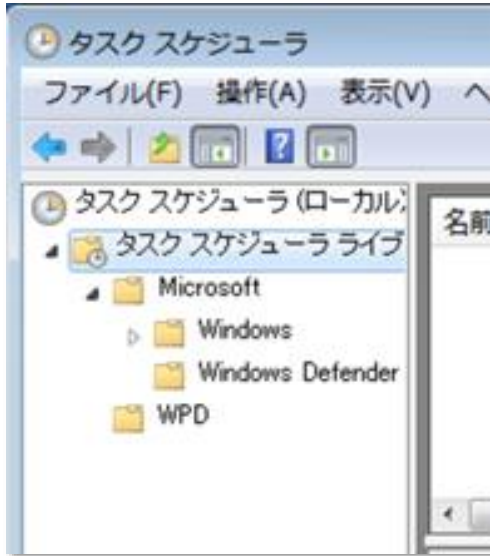 タスク スケジューラ
ファイル(F) 操作(A) 表示(V)
タスク スケジューラ (ローカル)
タスク スケジューラ ライブ
Microsoft
Windows
Windows Defender
WPD
名前